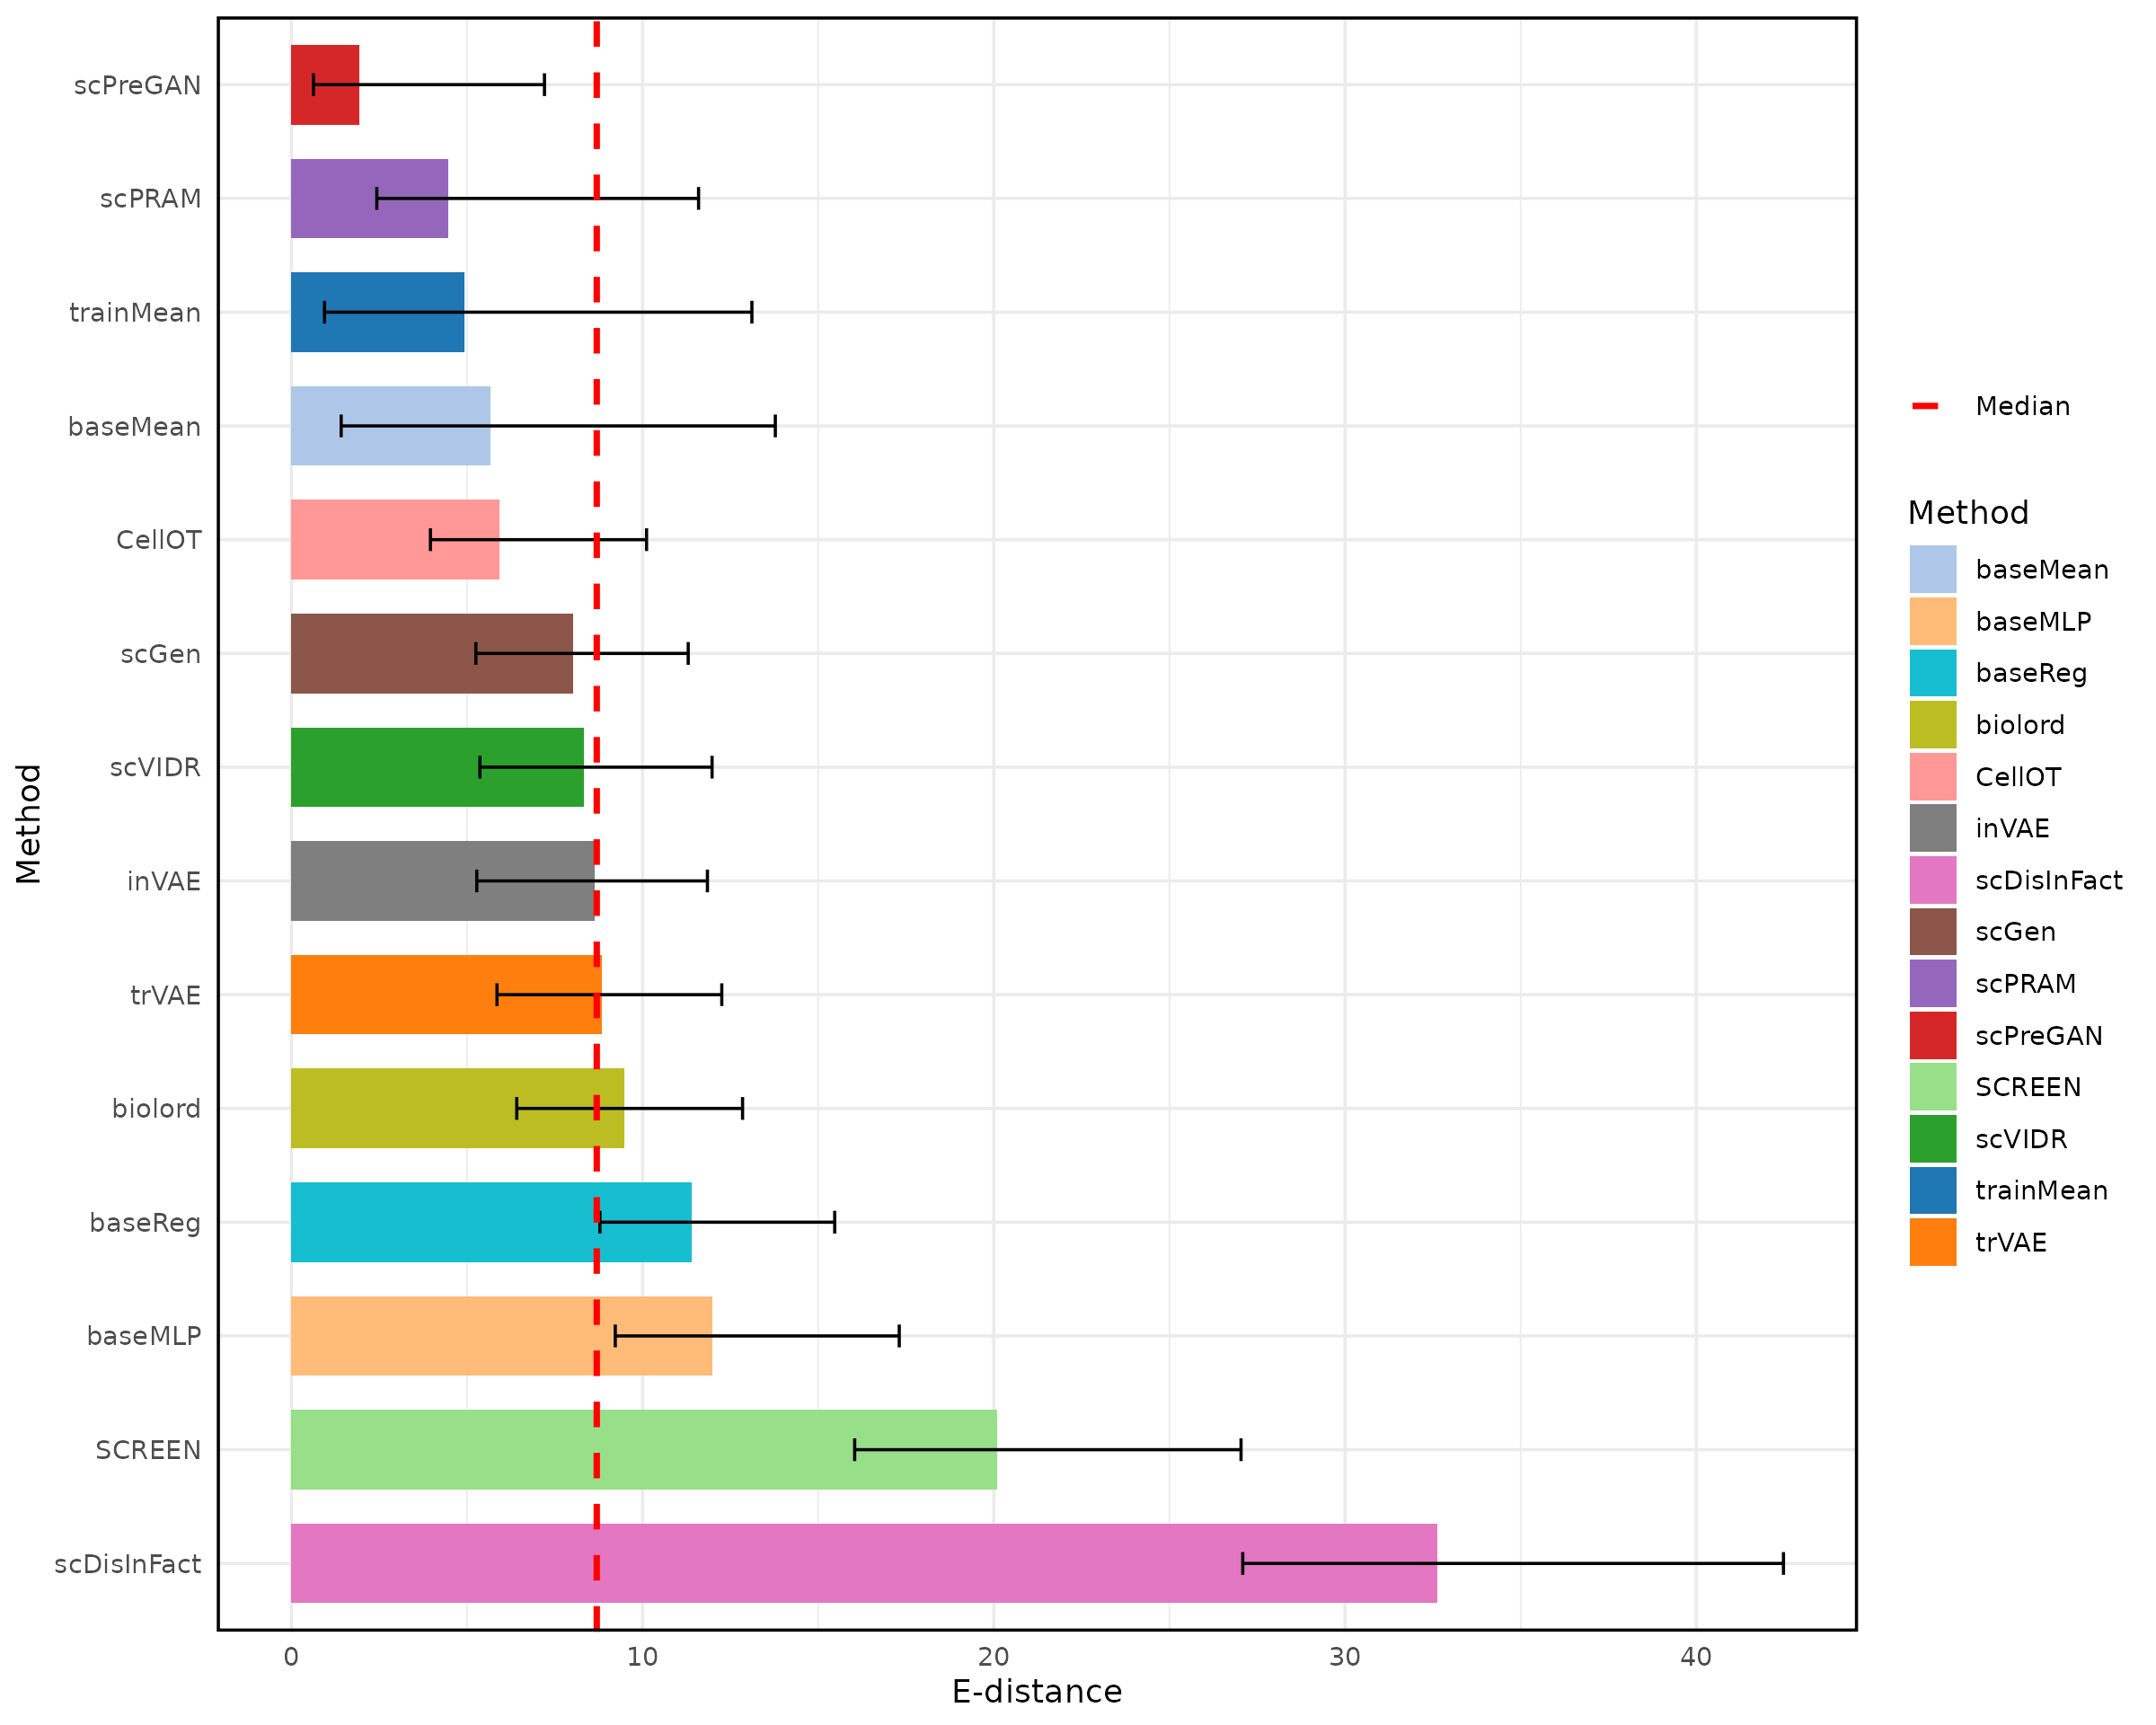 Method
scPreGAN
scPRAM
trainMean
baseMean
CellOT
scGen
scVIDR
inVAE
trVAE
biolord
baseReg
baseMLP
SCREEN
scDisInFact
0 10 20 30 40
E-distance
Median
Method
baseMean
baseMLP
baseReg
biolord
CellOT
inVAE
scDisInFact
scGen
scPRAM
scPreGAN
SCREEN
scVIDR
trainMean
trVAE